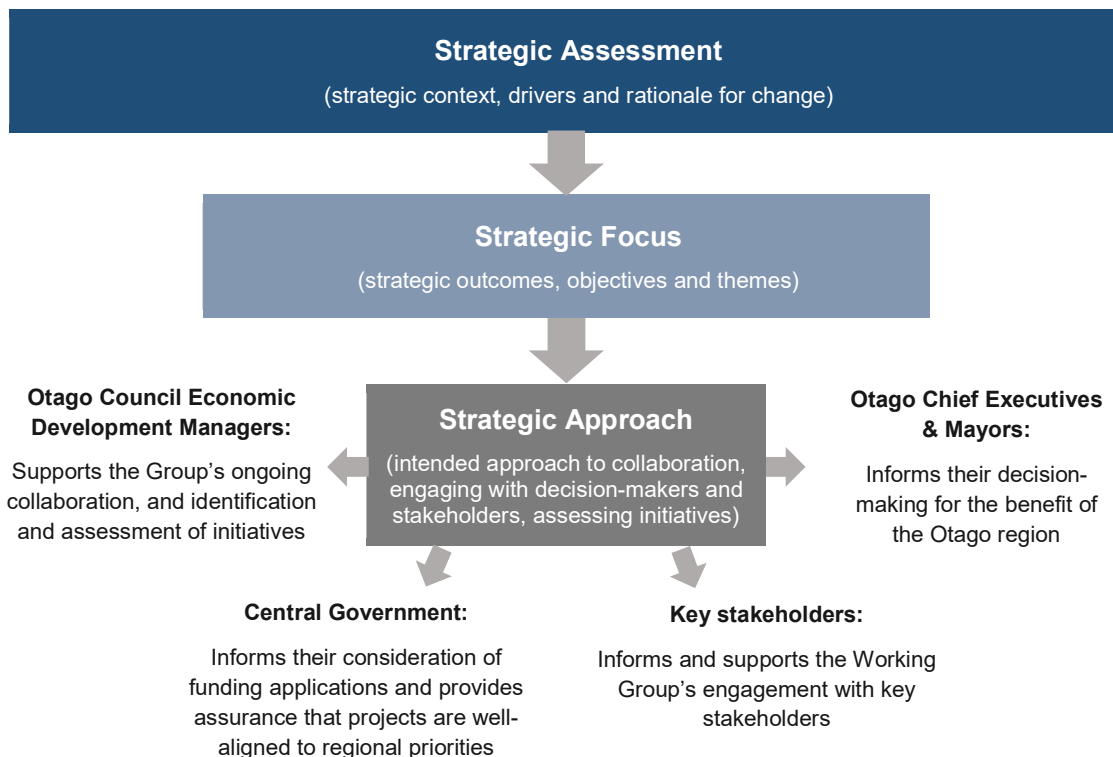 Strategic Assessment
(strategic context, drivers and rationale for change)
Strategic Focus
(strategic outcomes, objectives and themes)
Otago Council Economic
Development Managers:
Supports the Group’s ongoing
collaboration, and identification
and assessment of initiatives
Strategic Approach
(intended approach to collaboration,
engaging with decision-makers and
stakeholders, assessing initiatives)
Otago Chief Executives
& Mayors:
Informs their decision-
making for the benefit of
the Otago region
Central Government:
Informs their consideration of
funding applications and provides
assurance that projects are well-
aligned to regional priorities
Key stakeholders:
Informs and supports the Working
Group’s engagement with key
stakeholders